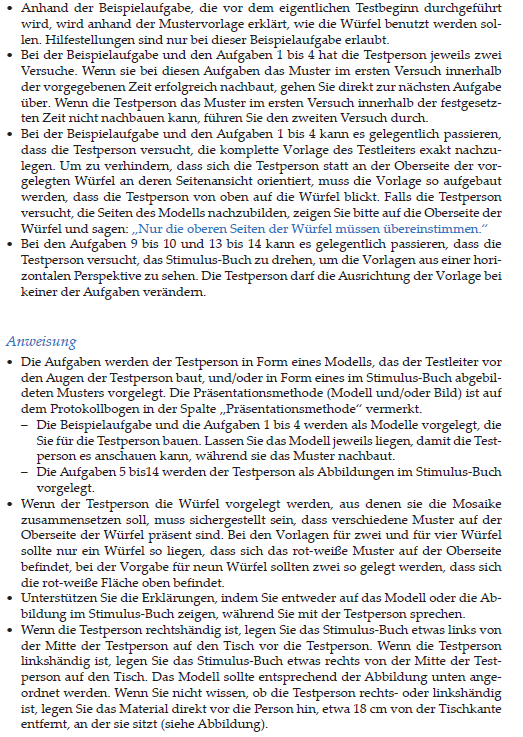 • Anhand der Beispielaufgabe, die vor dem eigentlichen Testbeginn durchgeführt
wird, wird anhand der Mustervorlage erklärt, wie die Würfel benutzt werden sol-
len. Hilfestellungen sind nur bei dieser Beispielaufgabe erlaubt.
• Bei der Beispielaufgabe und den Aufgaben 1 bis 4 hat die Testperson jeweils zwei
Versuche. Wenn sie bei diesen Aufgaben das Muster im ersten Versuch innerhalb
der vorgegebenen Zeit erfolgreich nachbaut, gehen Sie direkt zur nächsten Aufgabe
über. Wenn die Testperson das Muster im ersten Versuch innerhalb der festgesetz-
ten Zeit nicht nachbauen kann, führen Sie den zweiten Versuch durch.
• Bei der Beispielaufgabe und den Aufgaben 1 bis 4 kann es gelegentlich passieren,
dass die Testperson versucht, die komplette Vorlage des Testleiters exakt nachzu-
legen. Um zu verhindern, dass sich die Testperson statt an der Oberseite der vor-
gelegten Würfel an deren Seitenansicht orientiert, muss die Vorlage so aufgebaut
werden, dass die Testperson von oben auf die Würfel blickt. Falls die Testperson
versucht, die Seiten des Modells nachzubilden, zeigen Sie bitte auf die Oberseite der
Würfel und sagen: „Nur die oberen Seiten der Würfel müssen übereinstimmen.“
• Bei den Aufgaben 9 bis 10 und 13 bis 14 kann es gelegentlich passieren, dass die
Testperson versucht, das Stimulus-Buch zu drehen, um die Vorlagen aus einer hori-
zontalen Perspektive zu sehen. Die Testperson darf die Ausrichtung der Vorlage bei
keiner der Aufgaben verändern.
Anweisung
• Die Aufgaben werden der Testperson in Form eines Modells, das der Testleiter vor
den Augen der Testperson baut, und/oder in Form eines im Stimulus-Buch abgebil-
deten Musters vorgelegt. Die Präsentationsmethode (Modell und/oder Bild) ist auf
dem Protokollbogen in der Spalte „Präsentationsmethode“ vermerkt.
– Die Beispielaufgabe und die Aufgaben 1 bis 4 werden als Modelle vorgelegt, die
Sie für die Testperson bauen. Lassen Sie das Modell jeweils liegen, damit die Test-
person es anschauen kann, während sie das Muster nachbaut.
– Die Aufgaben 5 bis14 werden der Testperson als Abbildungen im Stimulus-Buch
vorgelegt.
• Wenn der Testperson die Würfel vorgelegt werden, aus denen sie die Mosaike
zusammensetzen soll, muss sichergestellt sein, dass verschiedene Muster auf der
Oberseite der Würfel präsent sind. Bei den Vorlagen für zwei und für vier Würfel
sollte nur ein Würfel so liegen, dass sich das rot-weiße Muster auf der Oberseite
befindet, bei der Vorgabe für neun Würfel sollten zwei so gelegt werden, dass sich
die rot-weiße Fläche oben befindet.
• Unterstützen Sie die Erklärungen, indem Sie entweder auf das Modell oder die Ab-
bildung im Stimulus-Buch zeigen, während Sie mit der Testperson sprechen.
• Wenn die Testperson rechtshändig ist, legen Sie das Stimulus-Buch etwas links von
der Mitte der Testperson auf den Tisch vor die Testperson. Wenn die Testperson
linkshändig ist, legen Sie das Stimulus-Buch etwas rechts von der Mitte der Test-
person auf den Tisch. Das Modell sollte entsprechend der Abbildung unten ange-
ordnet werden. Wenn Sie nicht wissen, ob die Testperson rechts- oder linkshändig
ist, legen Sie das Material direkt vor die Person hin, etwa 18 cm von der Tischkante
entfernt, an der sie sitzt (siehe Abbildung).